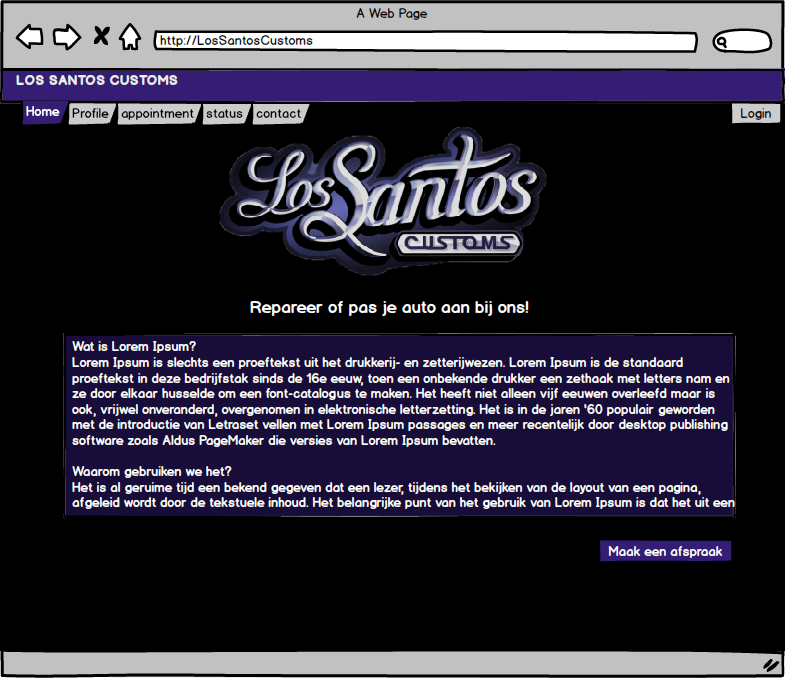 A Web Page
http://LosSantosCustoms
LOS SANTOS CUSTOMS
Home Profile appointment status contact Login
Los Santos
CUSTOMS
Repareer of pas je auto aan bij ons!
Wat is Lorem Ipsum?
Lorem Ipsum is slechts een proeftekst uit het drukkerij- en zetterijwezen. Lorem Ipsum is de standaard
proeftekst in deze bedrijfstak sinds de 16e eeuw, toen een onbekende drukker een zethaak met letters nam en
ze door elkaar husselde om een font-catalogus te maken. Het heeft niet alleen vijf eeuwen overleefd maar is
ook, vrijwel onveranderd, overgenomen in elektronische letterzetting. Het is in de jaren '60 populair geworden
met de introductie van Letraset vellen met Lorem Ipsum passages en meer recentelijk door desktop publishing
software zoals Aldus PageMaker die versies van Lorem Ipsum bevatten.
Waarom gebruiken we het?
Het is al geruime tijd een bekend gegeven dat een lezer, tijdens het bekijken van de layout van een pagina,
afgeleid wordt door de tekstuele inhoud. Het belangrijke punt van het gebruik van Lorem Ipsum is dat het uit een
Maak een afspraak